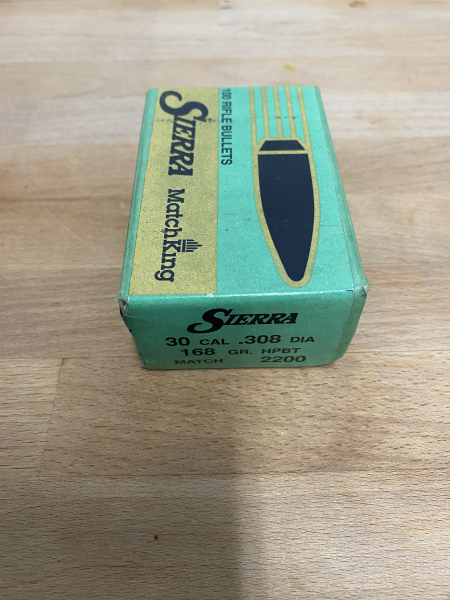 100 RIFLE BULLETS
SIERRA
MatchKing
SIERRA
30 CAL .308 DIA
168 GR. HPBT
MATCH 2200